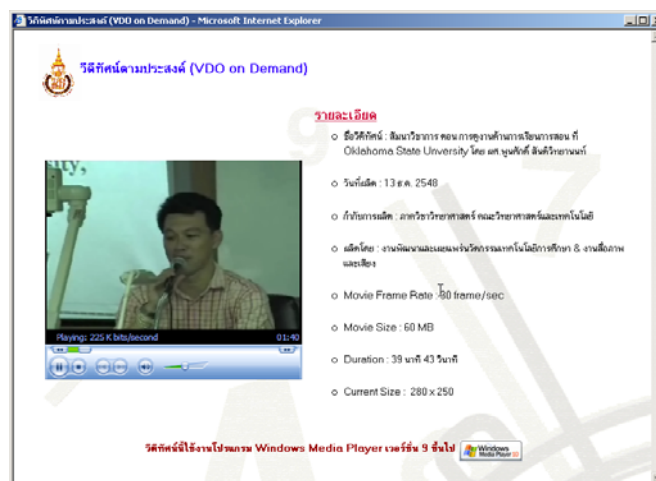 วีดิทัศน์ตามประสงค์ (VDO on Demand) - Microsoft Internet Explorer
วีดิทัศน์ตามประสงค์ (VDO on Demand)
รายละเอียด
ชื่อวีดิทัศน์ : สัมนาวิชาการ ตอน การดูงานด้านการเรียนการสอน ที่
Oklahoma State Unversity โดย ผศ.พูนศักดิ์ สันติวิทยานนท์
วันที่ผลิต : 13 ธ.ค. 2548
กำกับการผลิต : ภาควิชาวิทยาศาสตร์ คณะวิทยาศาสตร์และเทคโนโลยี
ผลิตโดย : งานพัฒนาและเผยแพร่นวัตกรรมเทคโนโลยีการศึกษา & งานสื่อภาพ
และเสียง
Movie Frame Rate : 30 frame/sec
Movie Size : 60 MB
Duration : 39 นาที 43 วินาที
Current Size : 280 x 250
ity,
Playing: 225 K bits/second 01:40
วีดิทัศน์นี้ใช้งานโปรแกรม Windows Media Player เวอร์ชั่น 9 ขึ้นไป
Windows
Media Player